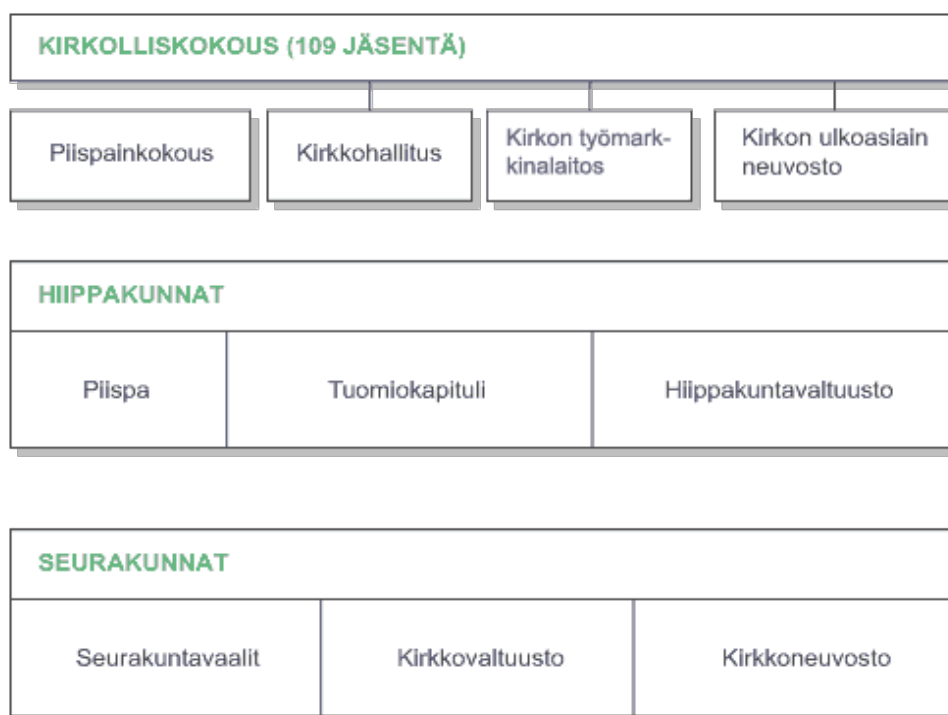 KIRKOLLISKOKOUS (109 JÄSENTÄ)
Piispainkokous
Kirkkohallitus
Kirkon työmark-
kinalaitos
Kirkon ulkoasiain
neuvosto
HIIPPAKUNNAT
Piispa
Tuomiokapituli
Hiippakuntavaltuusto
SEURAKUNNAT
Seurakuntavaalit
Kirkkovaltuusto
Kirkkoneuvosto